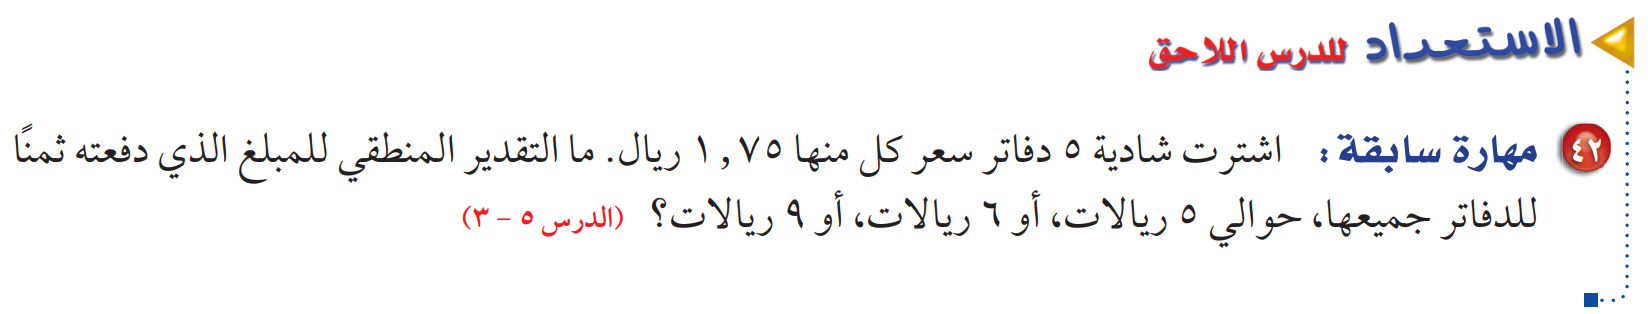 الاستعداد للدرس اللاحق
٤٢ مهارة سابقة: اشترت شادية ٥ دفاتر سعر كل منها ١,٧٥ ريال. ما التقدير المنطقي للمبلغ الذي دفعته ثمنًا
للدفاتر جميعها، حوالي ٥ ريالات، أو ٦ ريالات، أو ٩ ريالات؟ (الدرس ٥ – ٣)